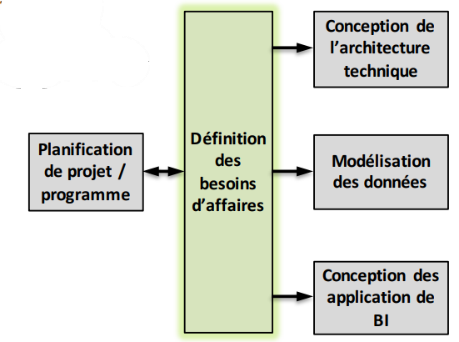 Planification
de projet /
programme
Définition
des
besoins
d'affaires
Conception de
l'architecture
technique
Modélisation
des données
Conception des
application de
BI